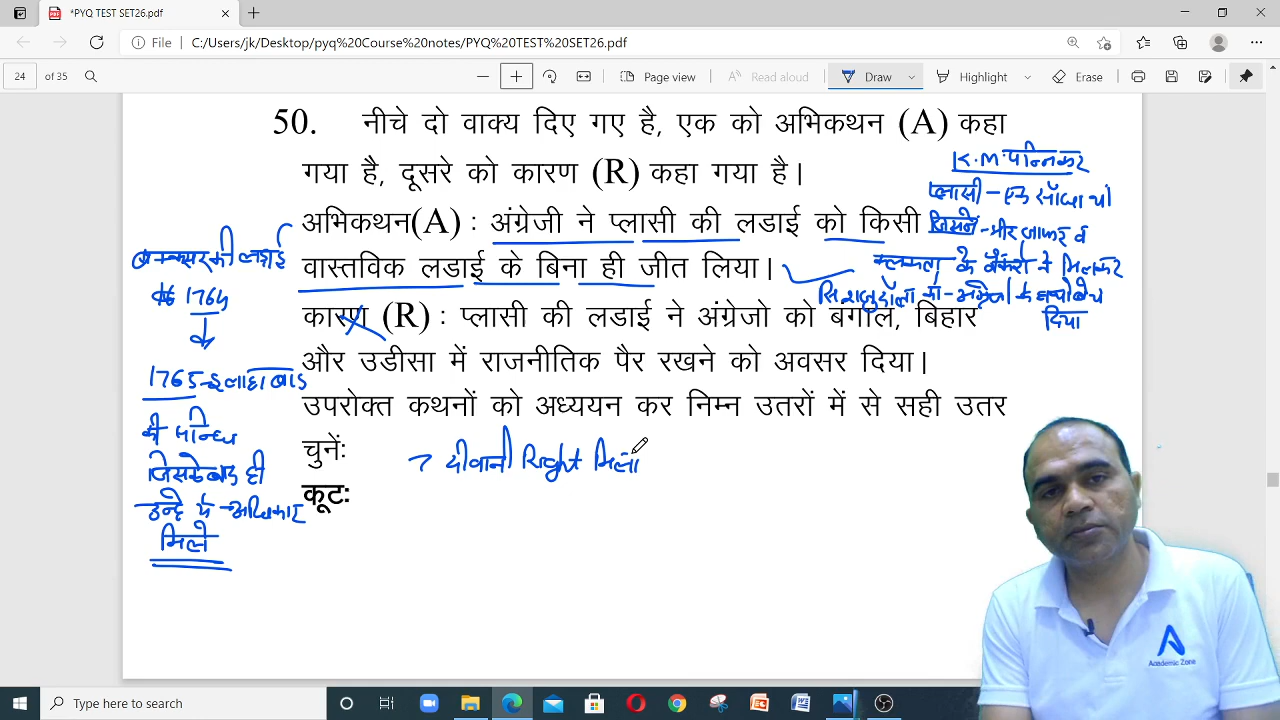 *PYQ TEST SET26.pdf
File C:/Users/jk/Desktop/pyq%20Course%20notes/PYQ%20TEST%20SET26.pdf
24 of 35 Page view Read aloud Draw Highlight Erase
50. नीचे दो वाक्य दिए गए है, एक को अभिकथन (A) कहा
गया है, दूसरे को कारण (R) कहा गया है।
अभिकथन(A) : अंग्रेजी ने प्लासी की लडाई को किसी
वास्तविक लडाई के बिना ही जीत लिया।
कारण (R) : प्लासी की लडाई ने अंग्रेजो को बंगाल, बिहार
और उडीसा में राजनीतिक पैर रखने को अवसर दिया।
उपरोक्त कथनों को अध्ययन कर निम्न उतरों में से सही उतर
चुनें:
कूट:
K.M. पान्निकर
प्लासी - एक सौदा थी
जिसमें - मीर जाफर व
कलकत्ता के बैंकरों ने मिलकर
सिराजुद्दौला को - अंग्रेजों के हाथों बेच
दिया
बक्सर की लड़ाई
1764
1765 - इलाहाबाद
की सन्धि
जिसके बाद ही
उन्हे ये - अधिकार
मिले
दीवानी Right मिला
Academic Zone
Type here to search